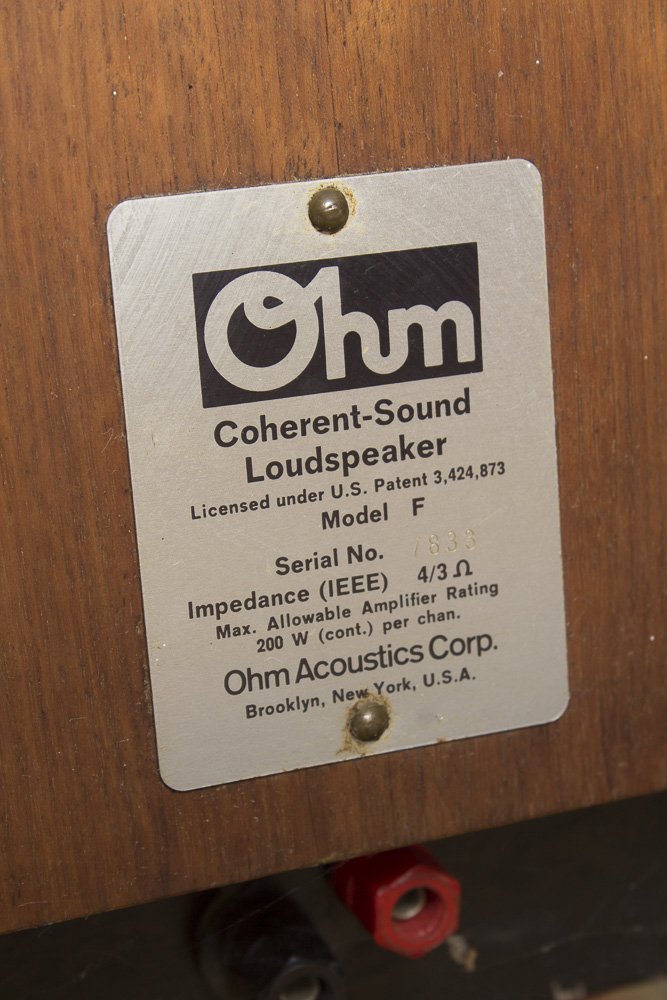 Ohm
Coherent-Sound
Loudspeaker
Licensed under U.S. Patent 3,424,873
Model F
Serial No. 7633
Impedance (IEEE) 4/3 Ω
Max. Allowable Amplifier Rating
200 W (cont.) per chan.
Ohm Acoustics Corp.
Brooklyn, New York, U.S.A.